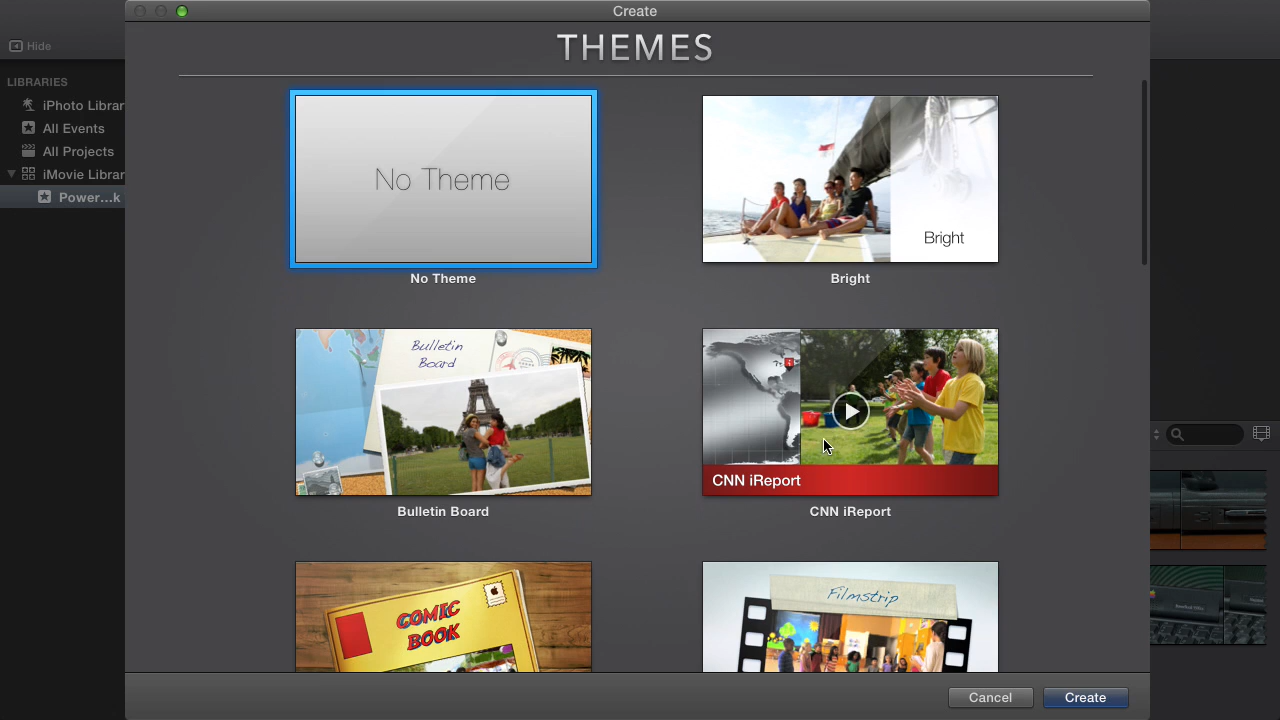 Create
Hide
THEMES
LIBRARIES
iPhoto Librar
All Events
All Projects
iMovie Librar
Power...k
No Theme
No Theme
Bright
Bright
Bulletin
Board
Bulletin Board
CNN iReport
CNN iReport
COMIC
BOOK
Filmstrip
Cancel
Create